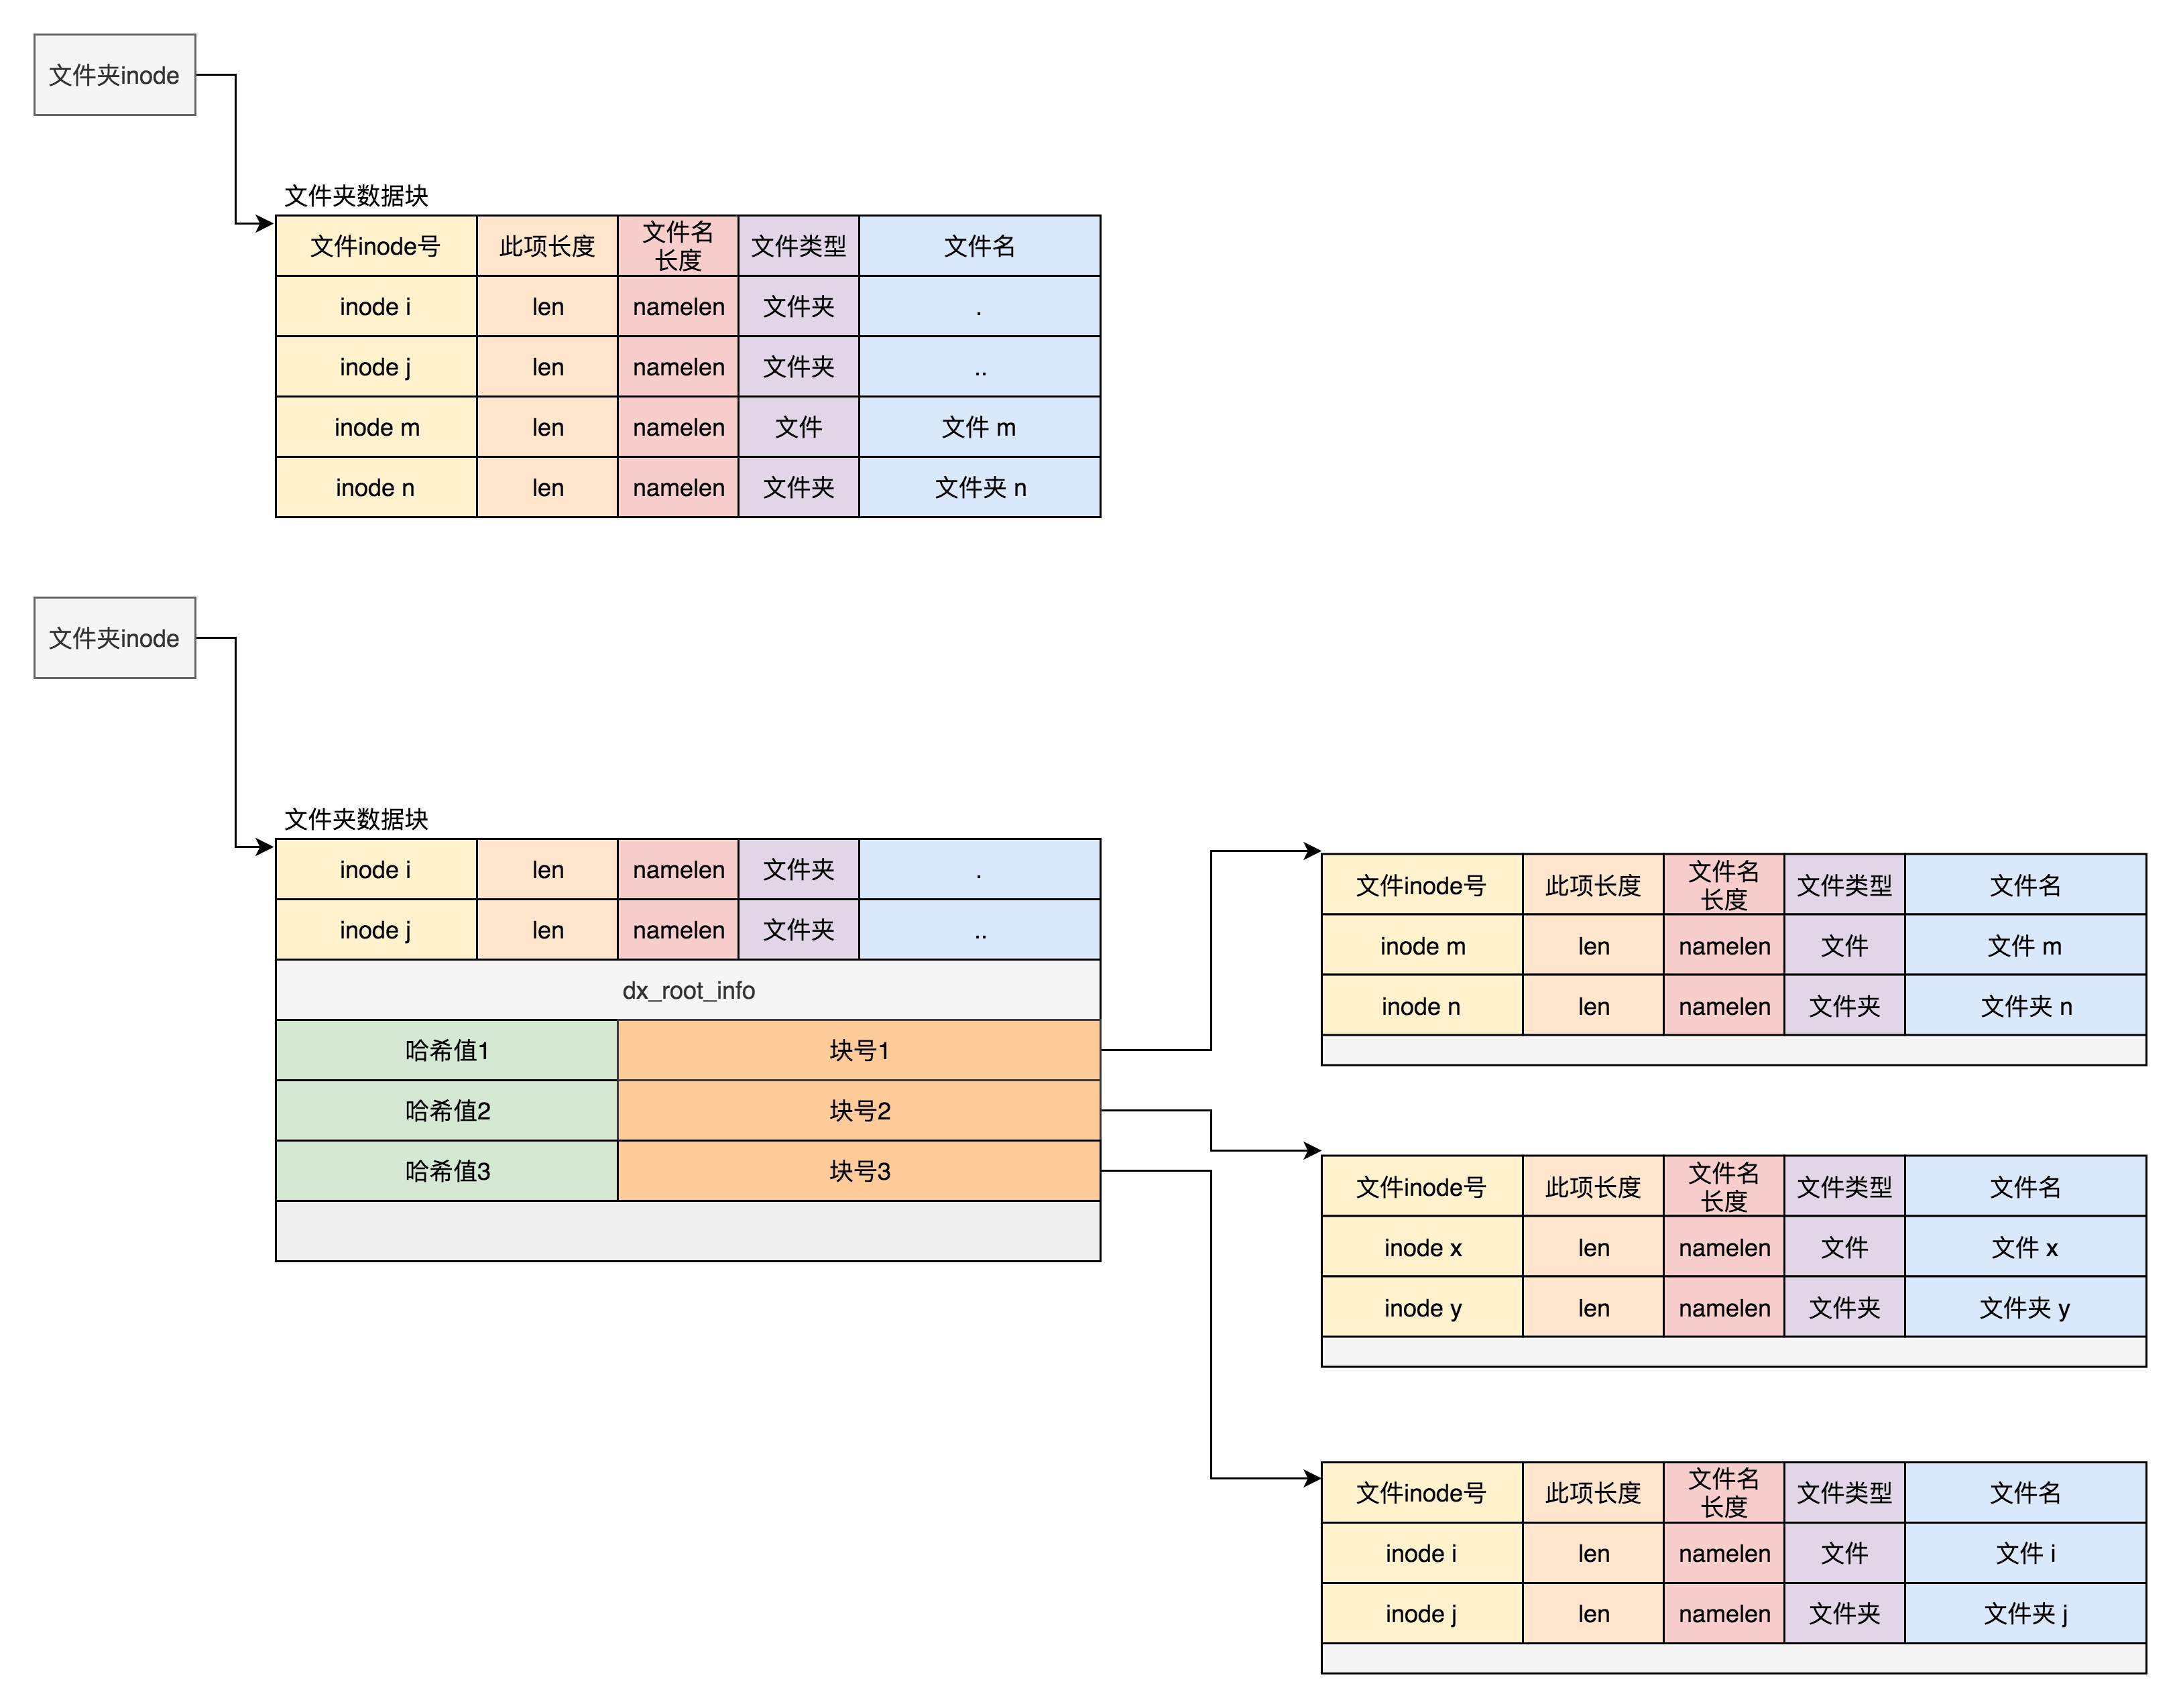 文件夹inode
文件夹数据块
文件inode号 此项长度 文件名 文件类型 文件名
长度
inode i len namelen 文件夹 .
inode j len namelen 文件夹 ..
inode m len namelen 文件 文件 m
inode n len namelen 文件夹 文件夹 n
文件夹inode
文件夹数据块
inode i len namelen 文件夹 .
inode j len namelen 文件夹 ..
dx_root_info
哈希值1 块号1
哈希值2 块号2
哈希值3 块号3
文件inode号 此项长度 文件名 文件类型 文件名
长度
inode m len namelen 文件 文件 m
inode n len namelen 文件夹 文件夹 n
文件inode号 此项长度 文件名 文件类型 文件名
长度
inode x len namelen 文件 文件 x
inode y len namelen 文件夹 文件夹 y
文件inode号 此项长度 文件名 文件类型 文件名
长度
inode i len namelen 文件 文件 i
inode j len namelen 文件夹 文件夹 j